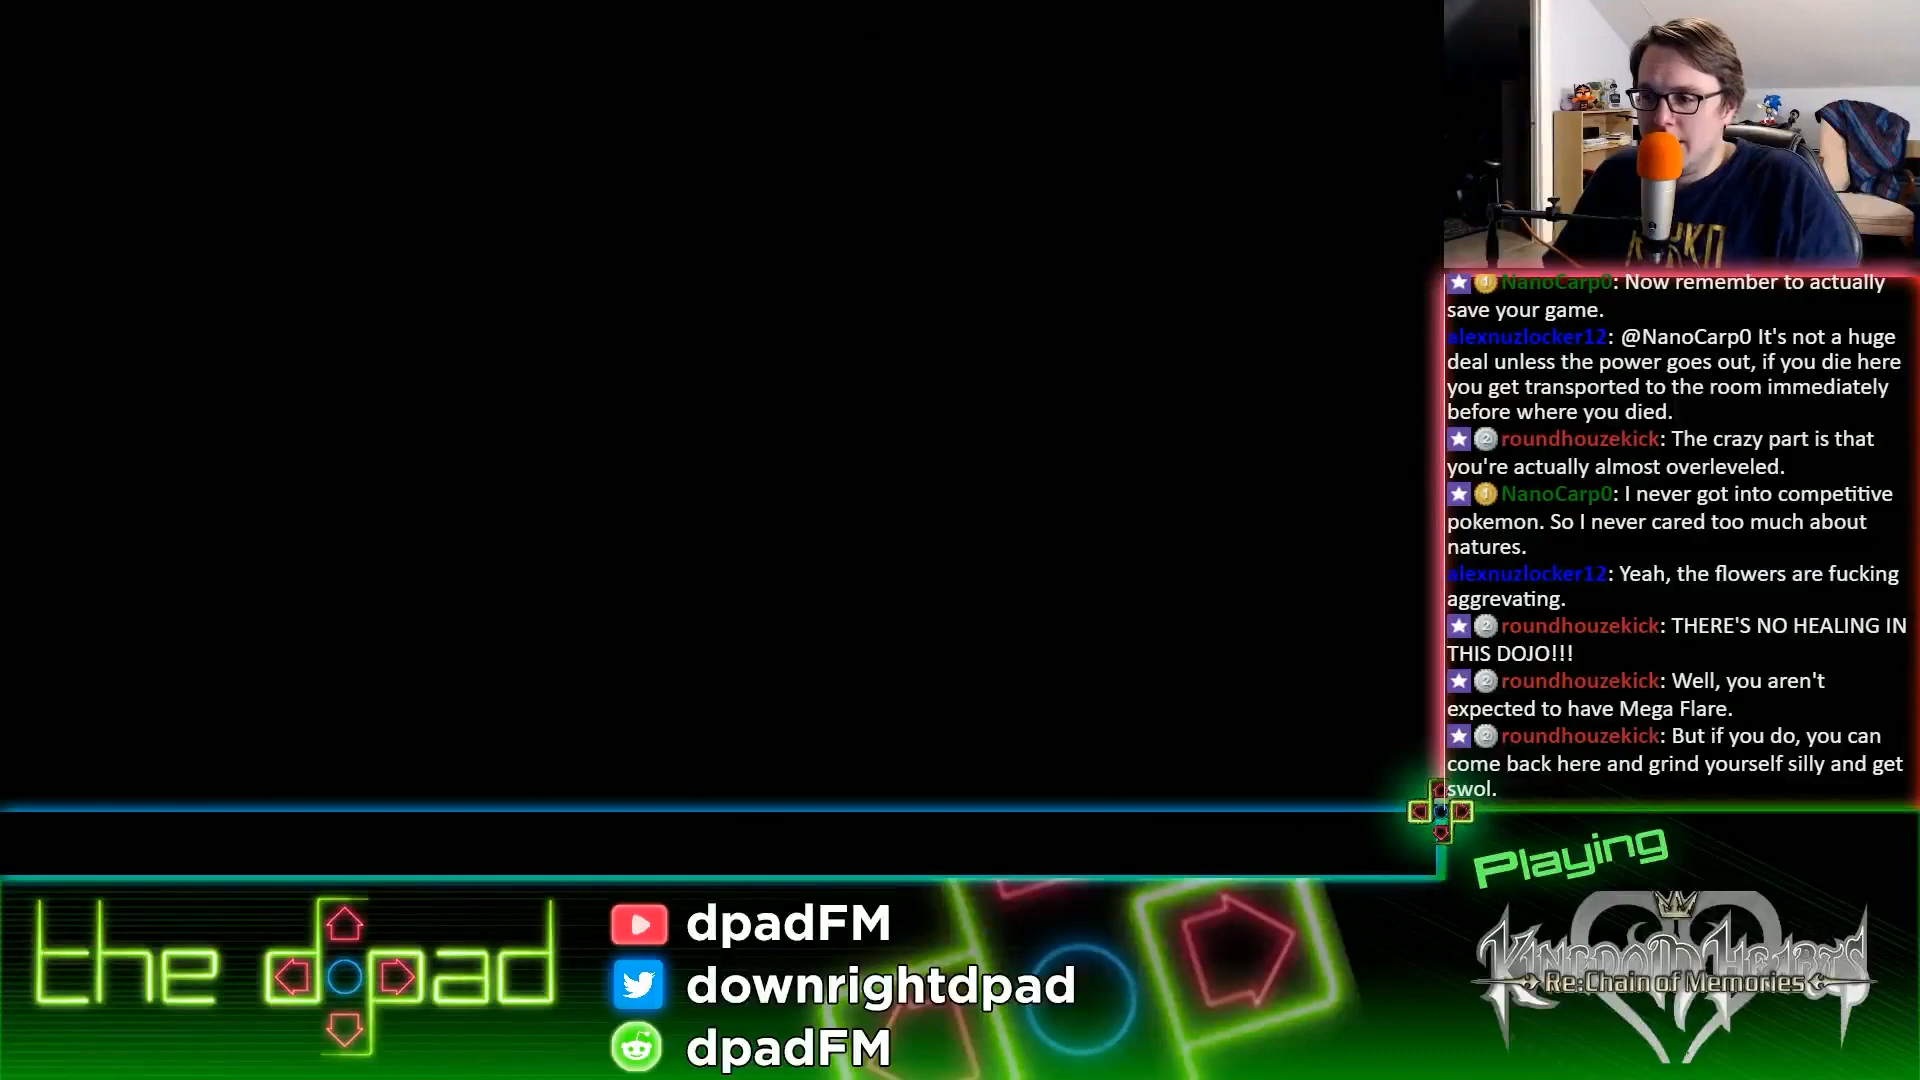 NanoCarp0: Now remember to actually
save your game.
alexnuzlocker12: @NanoCarp0 It's not a huge
deal unless the power goes out, if you die here
you get transported to the room immediately
before where you died.
roundhouzekick: The crazy part is that
you're actually almost overleveled.
NanoCarp0: I never got into competitive
pokemon. So I never cared too much about
natures.
alexnuzlocker12: Yeah, the flowers are fucking
aggrevating.
roundhouzekick: THERE'S NO HEALING IN
THIS DOJO!!!
roundhouzekick: Well, you aren't
expected to have Mega Flare.
roundhouzekick: But if you do, you can
come back here and grind yourself silly and get
swol.
Playing
KINGDOM HEARTS
Re:Chain of Memories
the dpad
dpadFM
downrightdpad
dpadFM